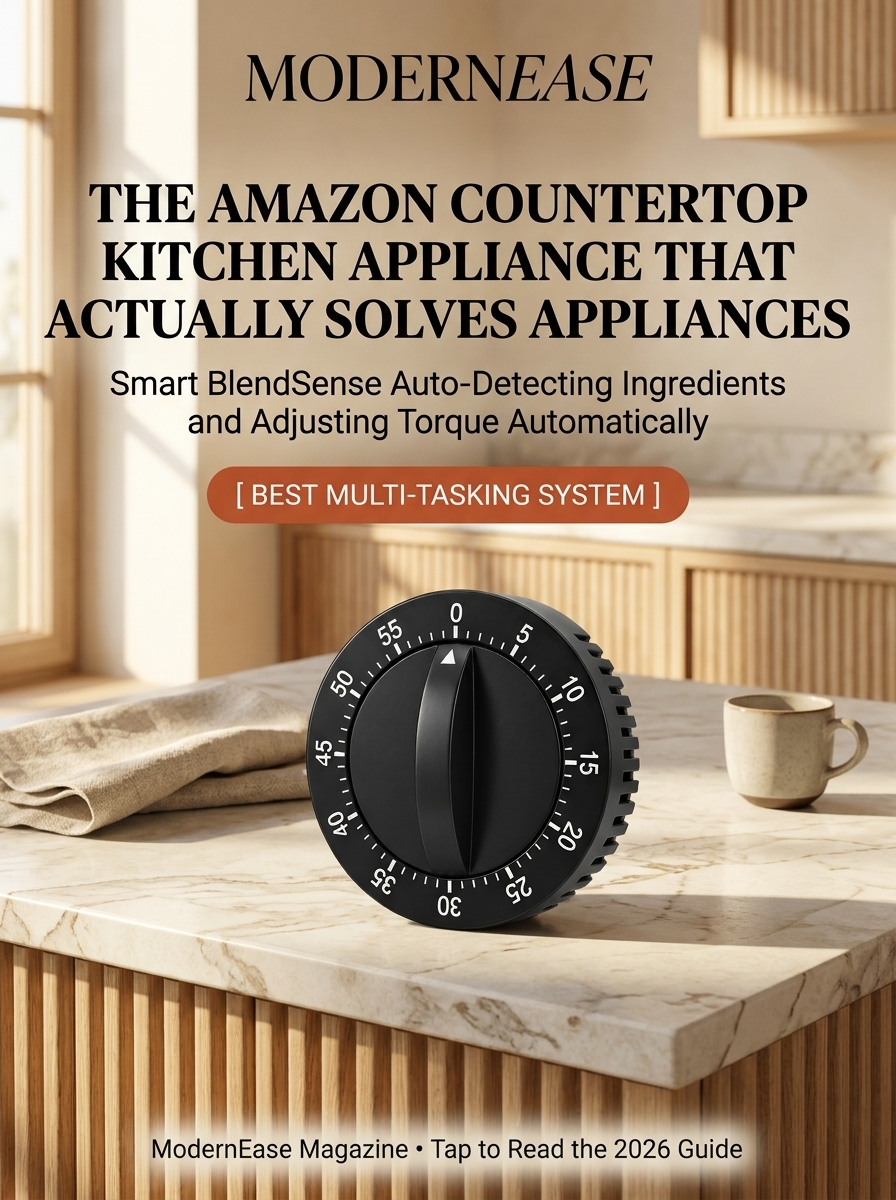 MODERNEASE
THE AMAZON COUNTERTOP
KITCHEN APPLIANCE THAT
ACTUALLY SOLVES APPLIANCES
Smart BlendSense Auto-Detecting Ingredients
and Adjusting Torque Automatically
[ BEST MULTI-TASKING SYSTEM ]
0
5
10
15
20
25
30
35
40
45
50
55
ModernEase Magazine • Tap to Read the 2026 Guide